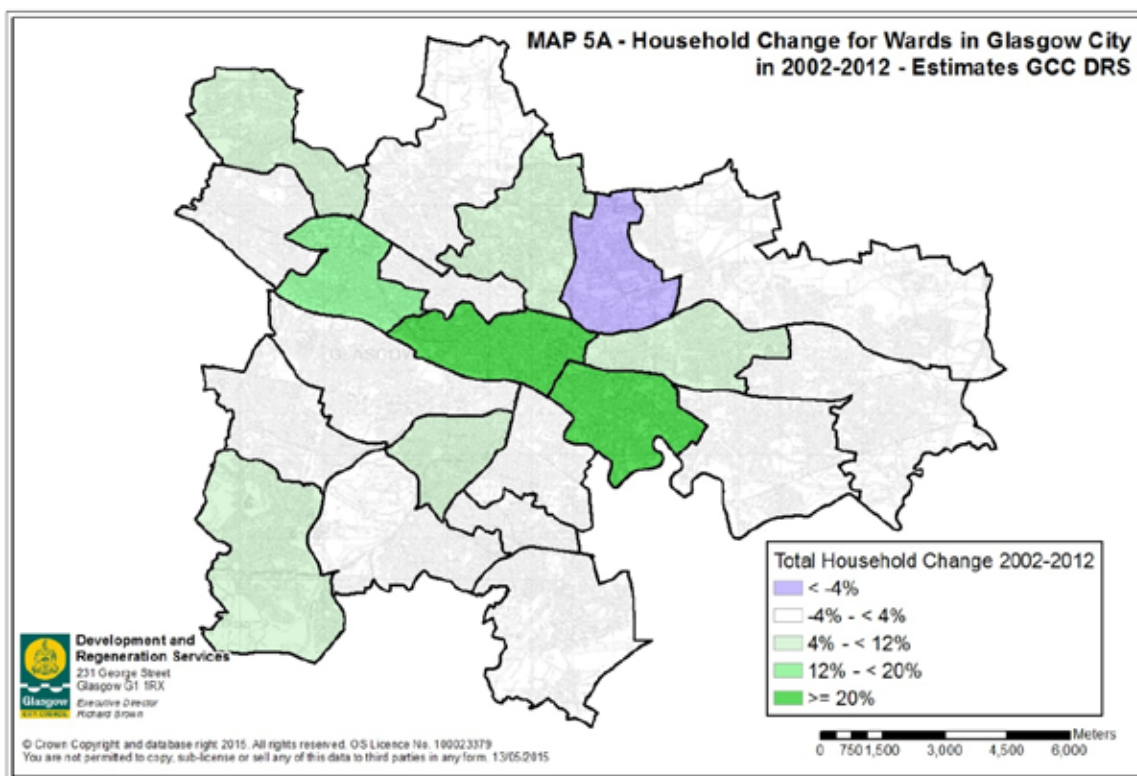 MAP 5A - Household Change for Wards in Glasgow City
in 2002-2012 - Estimates GCC DRS
Total Household Change 2002-2012
< -4%
-4% - < 4%
4% - < 12%
12% - < 20%
>= 20%
Development and
Regeneration Services
231 George Street
Glasgow G1 1RX
Executive Director
Richard Brown
Glasgow
CITY COUNCIL
Meters
0 750 1,500 3,000 4,500 6,000
© Crown Copyright and database right 2015. All rights reserved. OS Licence No. 100023379
You are not permitted to copy, sub-license or sell any of this data to third parties in any form. 13/05/2015